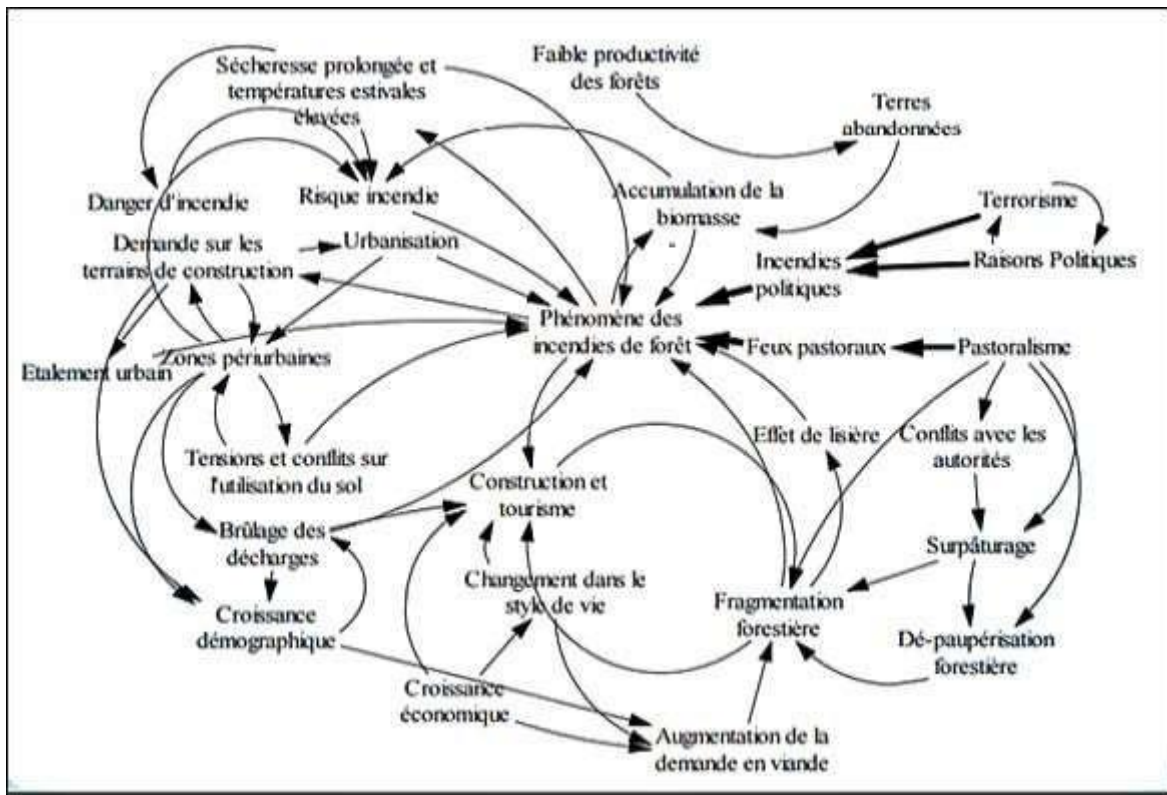 Sécheresse prolongée et
températures estivales
élevées
Faible productivité
des forêts
Terres
abandonnées
Danger d'incendie
Risque incendie
Accumulation de la
biomasse
Terrorisme
Demande sur les
terrains de construction
Urbanisation
Incendies
politiques
Raisons Politiques
Phénomène des
incendies de forêt
Zones périurbaines
Etalement urbain
Feux pastoraux
Pastoralisme
Effet de lisière
Conflits avec les
autorités
Tensions et conflits sur
l'utilisation du sol
Construction et
tourisme
Brûlage des
décharges
Surpâturage
Changement dans le
style de vie
Croissance
démographique
Fragmentation
forestière
Dé-paupérisation
forestière
Croissance
économique
Augmentation de la
demande en viande